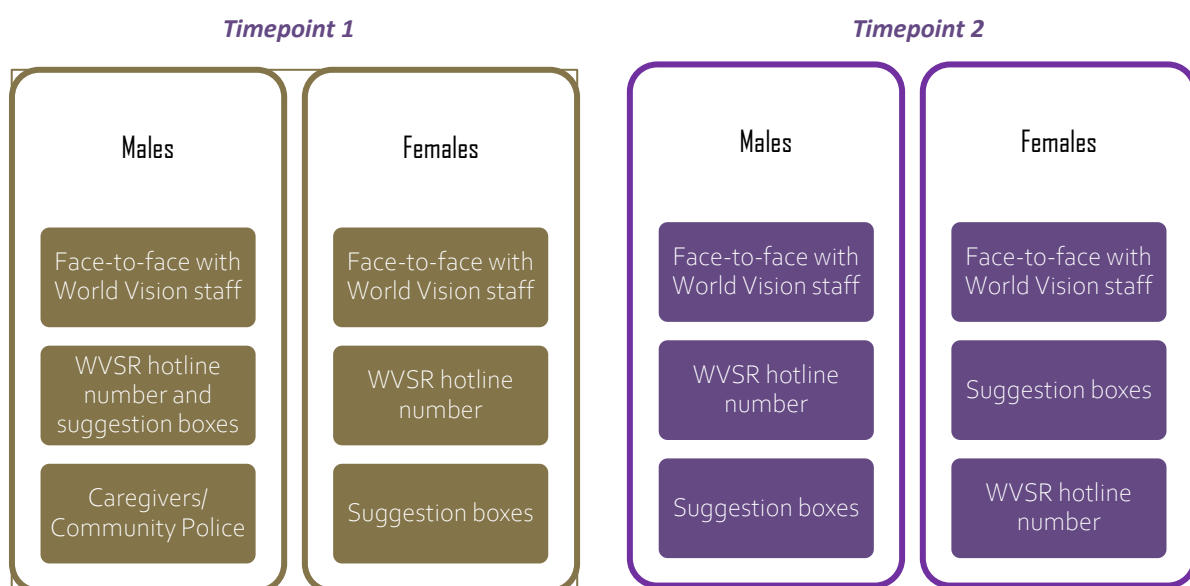 Timepoint 1
Males
Face-to-face with
World Vision staff
WVSR hotline
number and
suggestion boxes
Caregivers/
Community Police
Females
Face-to-face with
World Vision staff
WVSR hotline
number
Suggestion boxes
Timepoint 2
Males
Face-to-face with
World Vision staff
WVSR hotline
number
Suggestion boxes
Females
Face-to-face with
World Vision staff
Suggestion boxes
WVSR hotline
number